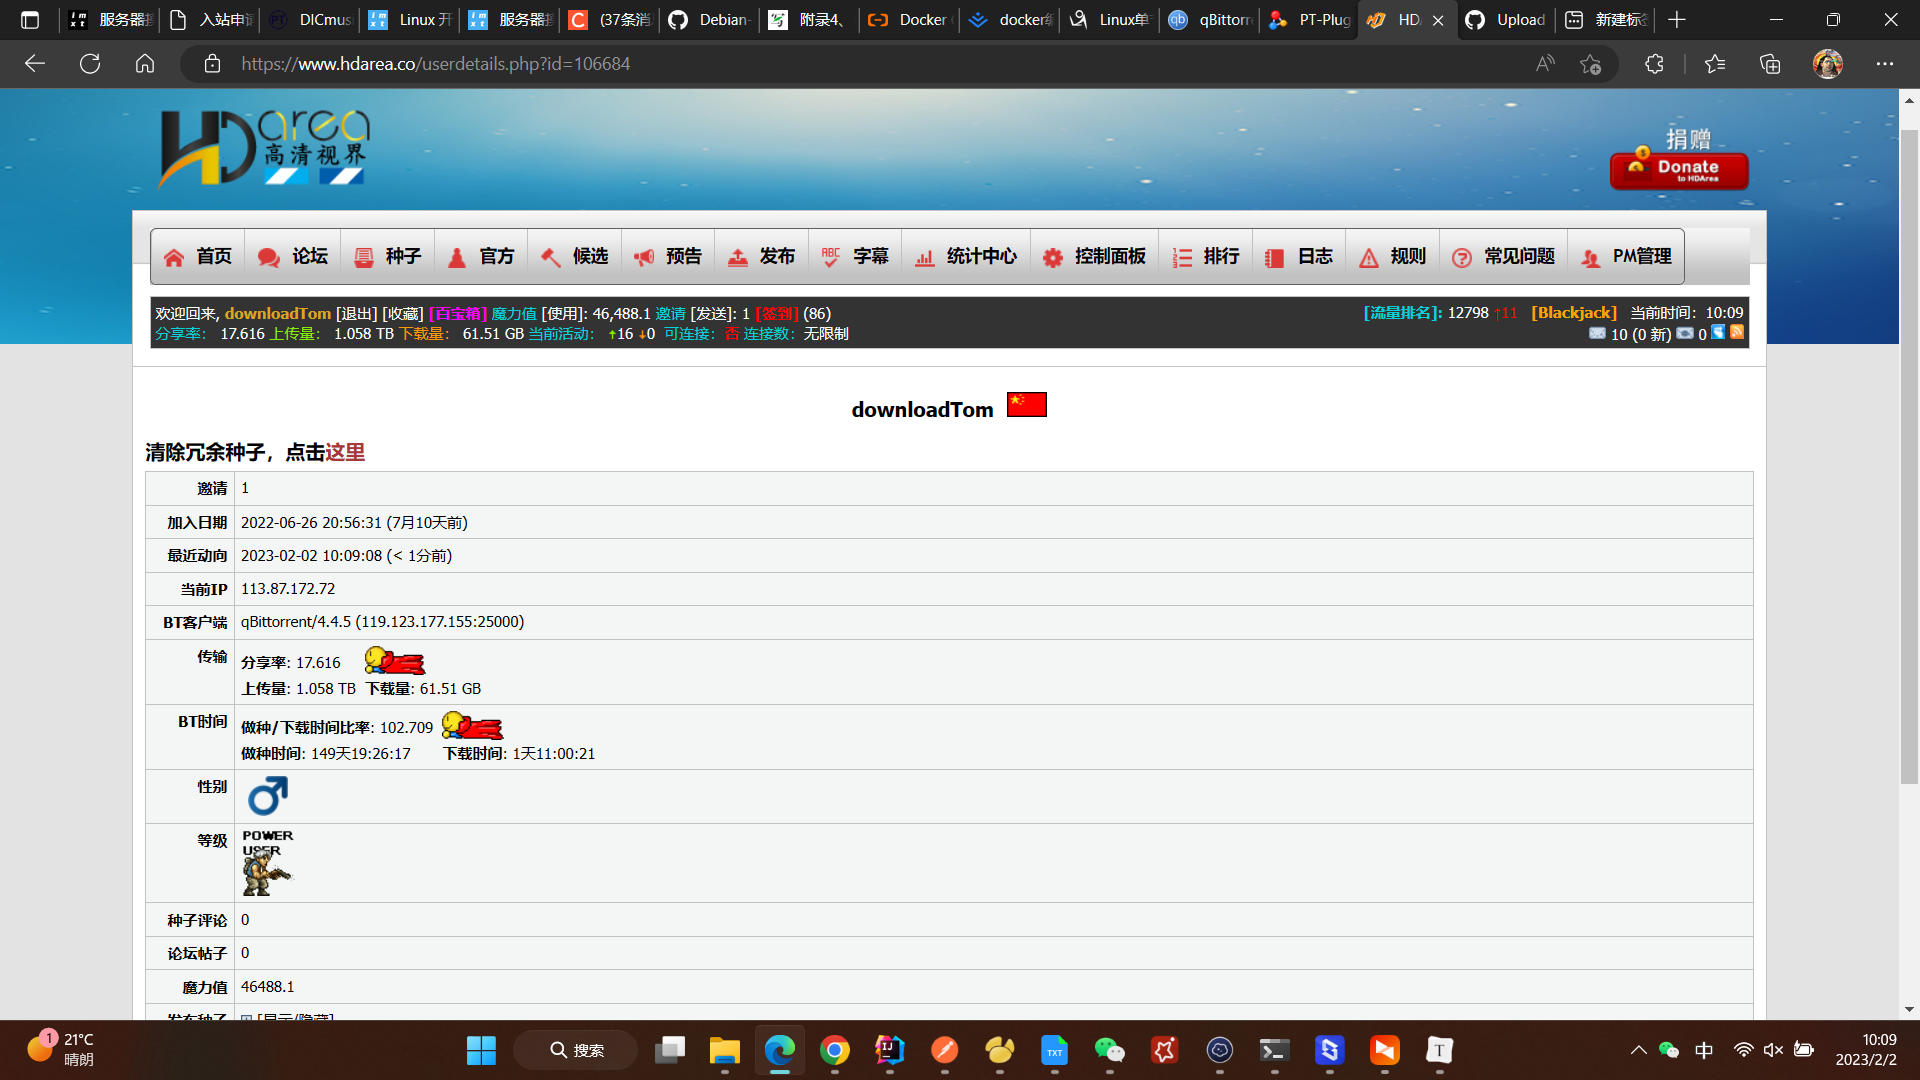 服务器
入站申
DICmus
Linux 开
服务器
(37条消
Debian-
附录4、
Docker
docker
Linux单
qBittorr
PT-Plug
HD
Upload
新建标
https://www.hdarea.co/userdetails.php?id=106684
HDarea
高清视界
捐赠
Donate
to HDArea
首页 论坛 种子 官方 候选 预告 发布 字幕 统计中心 控制面板 排行 日志 规则 常见问题 PM管理
欢迎回来, downloadTom [退出] [收藏] [百宝箱] 魔力值 [使用]: 46,488.1 邀请 [发送]: 1 [签到] (86)
[流量排名]: 12798 ↑11 [Blackjack] 当前时间：10:09
分享率： 17.616 上传量： 1.058 TB 下载量： 61.51 GB 当前活动： ↑16 ↓0 可连接：否 连接数：无限制
10 (0 新) 0
downloadTom
清除冗余种子，点击这里
邀请 1
加入日期 2022-06-26 20:56:31 (7月10天前)
最近动向 2023-02-02 10:09:08 (< 1分前)
当前IP 113.87.172.72
BT客户端 qBittorrent/4.4.5 (119.123.177.155:25000)
传输 分享率: 17.616
上传量: 1.058 TB 下载量: 61.51 GB
BT时间 做种/下载时间比率: 102.709
做种时间: 149天19:26:17 下载时间: 1天11:00:21
性别
等级 POWER
USER
种子评论 0
论坛帖子 0
魔力值 46488.1
发布种子 [显示/隐藏]
1 21°C
晴朗
搜索
中
10:09
2023/2/2